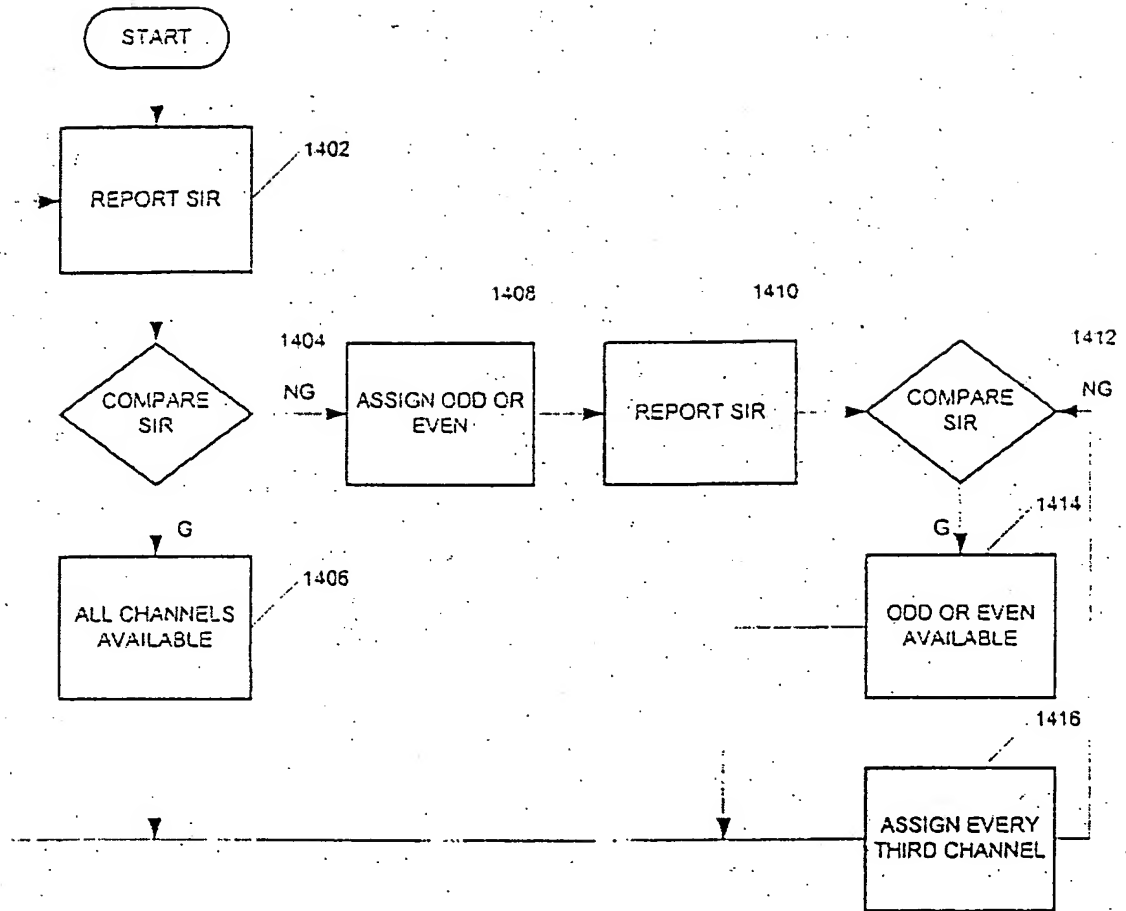 START
1402
REPORT SIR
1408
1410
1404
1412
COMPARE
SIR
NG
ASSIGN ODD OR
EVEN
REPORT SIR
COMPARE
SIR
NG
G
1414
G
1406
ALL CHANNELS
AVAILABLE
ODD OR EVEN
AVAILABLE
1416
ASSIGN EVERY
THIRD CHANNEL